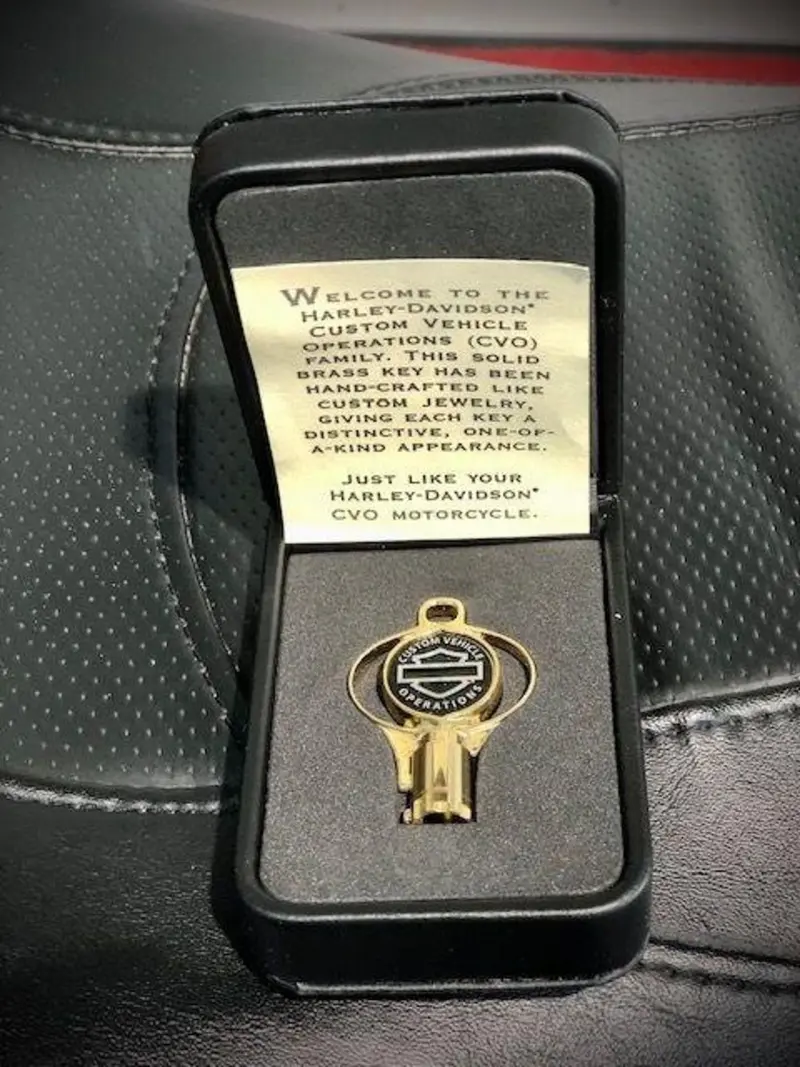 WELCOME TO THE
HARLEY-DAVIDSON®
CUSTOM VEHICLE
OPERATIONS (CVO)
FAMILY. THIS SOLID
BRASS KEY HAS BEEN
HAND-CRAFTED LIKE
CUSTOM JEWELRY,
GIVING EACH KEY A
DISTINCTIVE, ONE-OF-
A-KIND APPEARANCE.
JUST LIKE YOUR
HARLEY-DAVIDSON®
CVO MOTORCYCLE.
CUSTOM VEHICLE
OPERATIONS